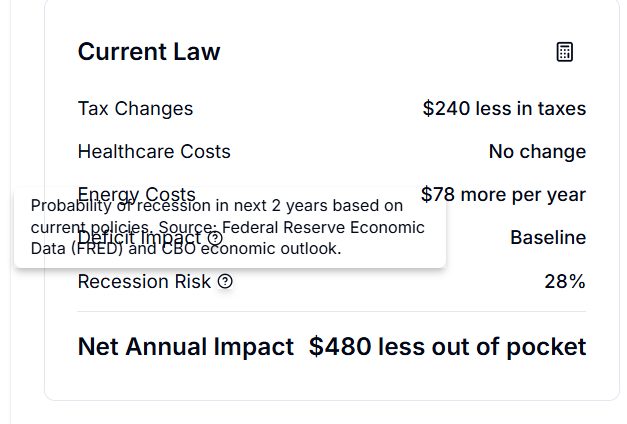 Current Law
Tax Changes $240 less in taxes
Healthcare Costs No change
Energy Costs $78 more per year
Probability of recession in next 2 years based on
current policies. Source: Federal Reserve Economic
Data (FRED) and CBO economic outlook.
Deficit Impact Baseline
Recession Risk 28%
Net Annual Impact $480 less out of pocket